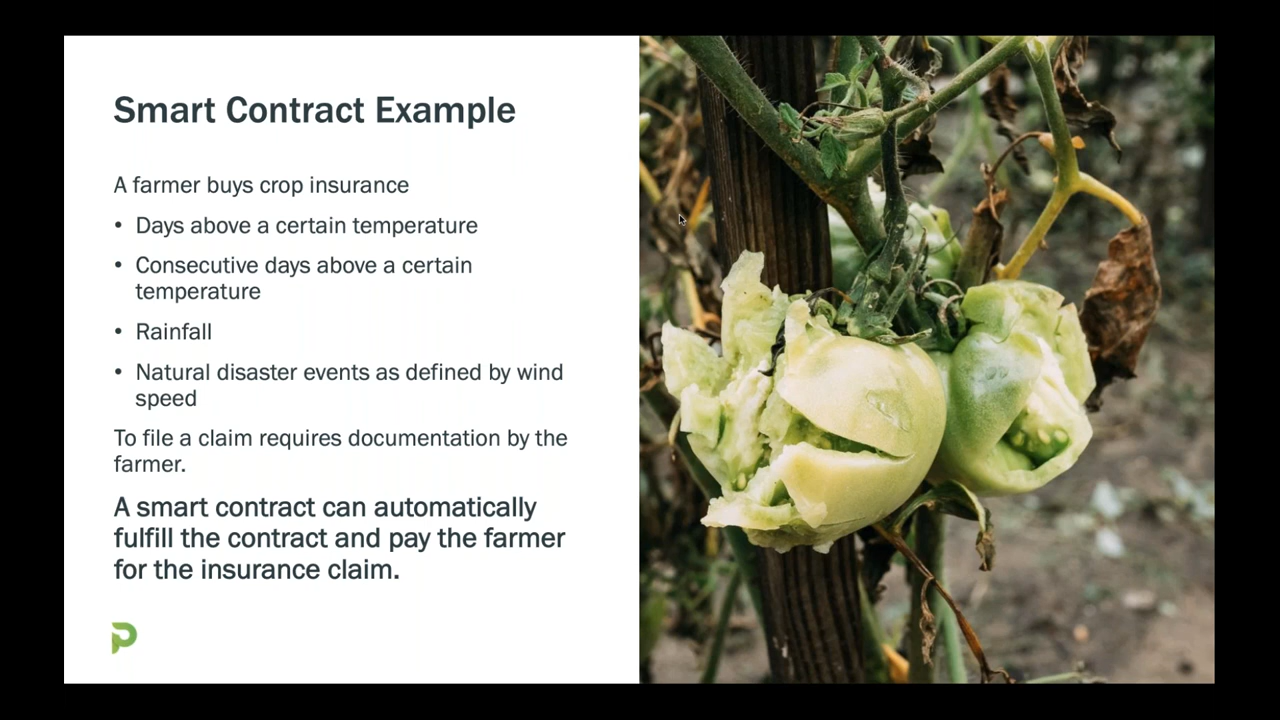 Smart Contract Example
A farmer buys crop insurance
• Days above a certain temperature
• Consecutive days above a certain
temperature
• Rainfall
• Natural disaster events as defined by wind
speed
To file a claim requires documentation by the
farmer.
A smart contract can automatically
fulfill the contract and pay the farmer
for the insurance claim.